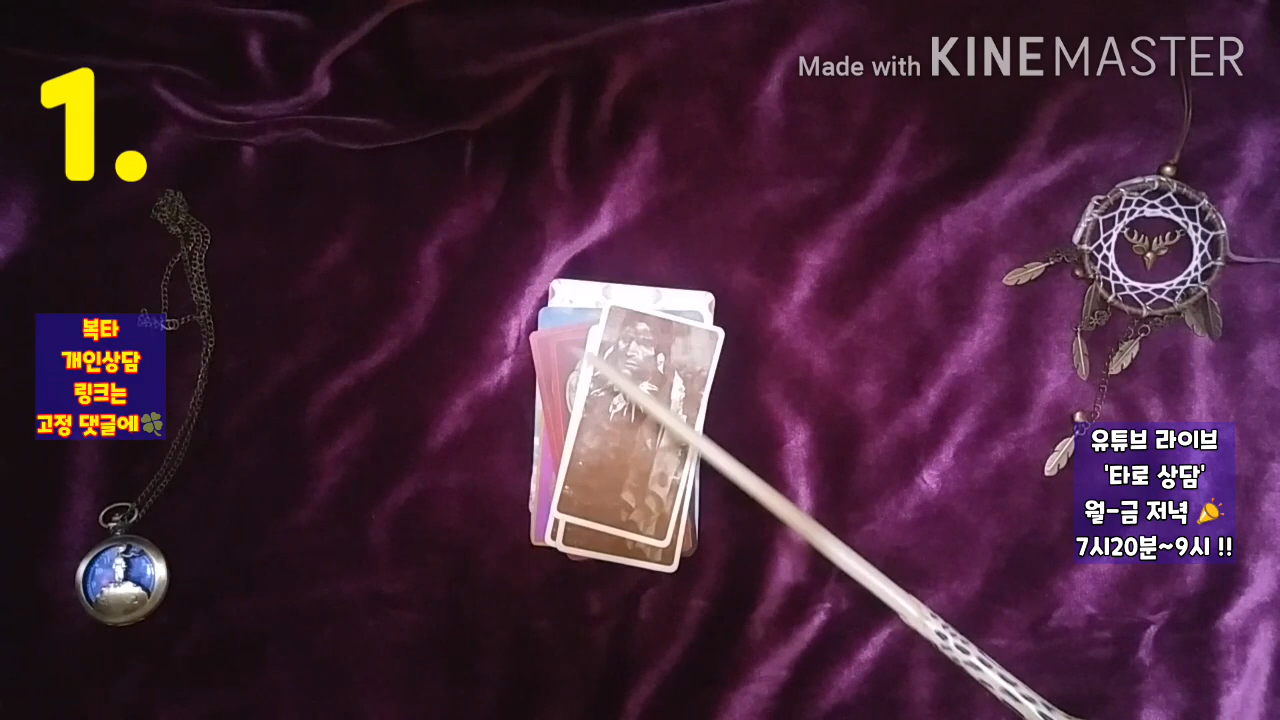 Made with KINEMASTER
1.
복타
개인상담
링크는
고정 댓글에🍀
유튜브 라이브
'타로 상담'
월-금 저녁 🎉
7시20분~9시 !!